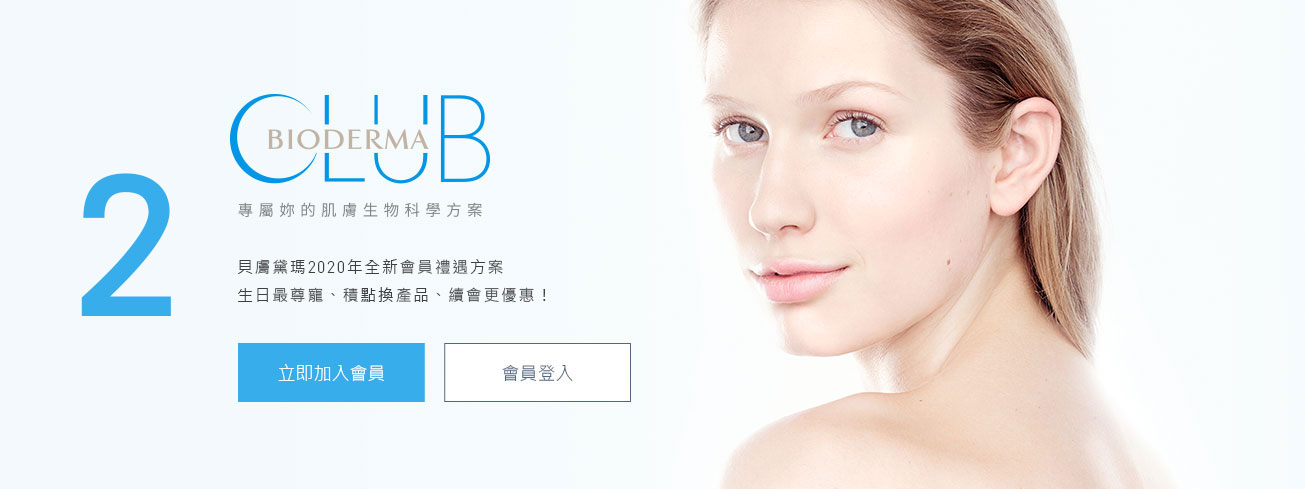 2
CLUB
BIODERMA
專屬妳的肌膚生物科學方案
貝膚黛瑪2020年全新會員禮遇方案
生日最尊寵、積點換產品、續會更優惠！
立即加入會員
會員登入